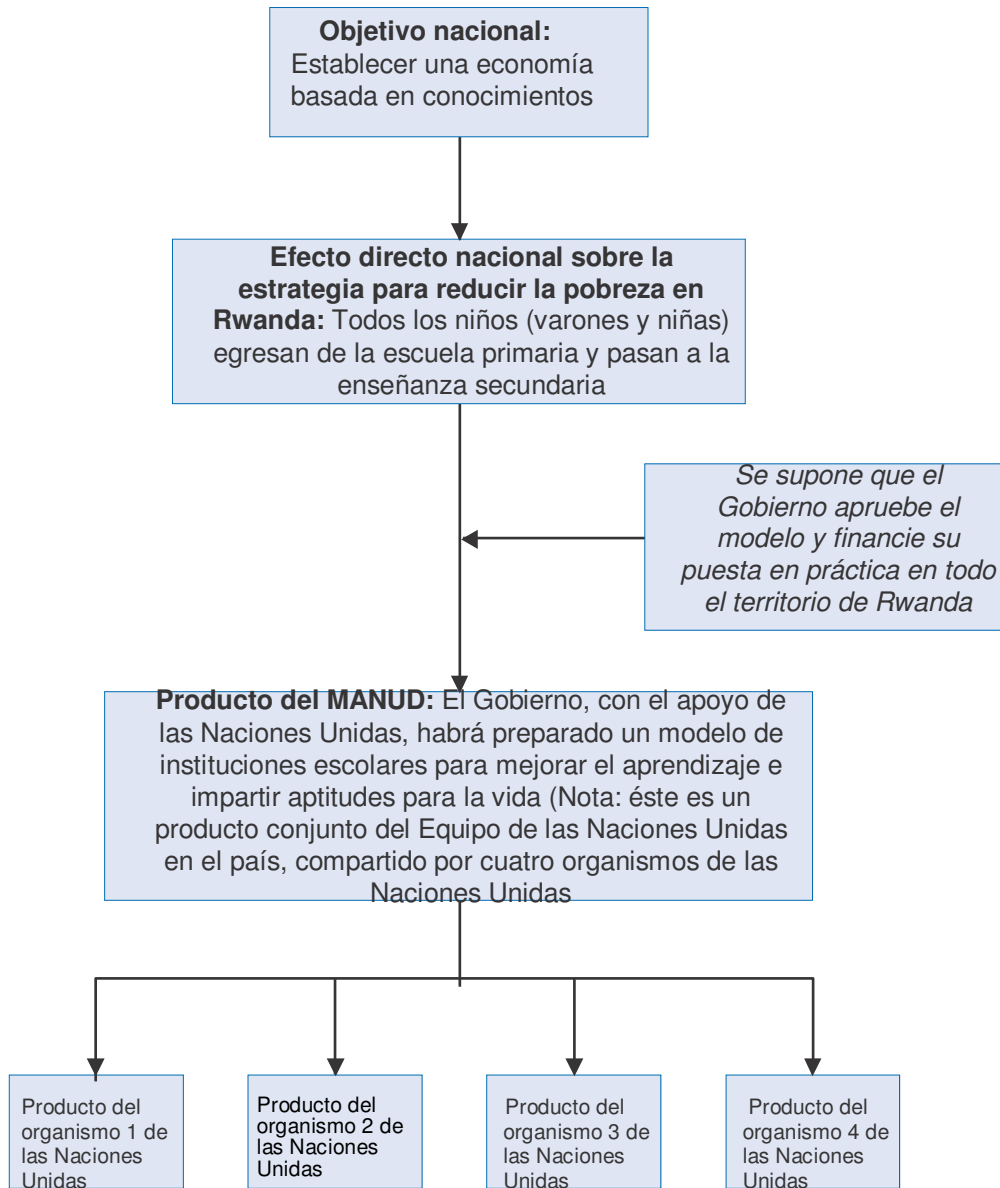 Objetivo nacional:
Establecer una economía
basada en conocimientos
Efecto directo nacional sobre la
estrategia para reducir la pobreza en
Rwanda: Todos los niños (varones y niñas)
egresan de la escuela primaria y pasan a la
enseñanza secundaria
Se supone que el
Gobierno apruebe el
modelo y financie su
puesta en práctica en todo
el territorio de Rwanda
Producto del MANUD: El Gobierno, con el apoyo de
las Naciones Unidas, habrá preparado un modelo de
instituciones escolares para mejorar el aprendizaje e
impartir aptitudes para la vida (Nota: éste es un
producto conjunto del Equipo de las Naciones Unidas
en el país, compartido por cuatro organismos de las
Naciones Unidas
Producto del
organismo 1 de
las Naciones
Unidas
Producto del
organismo 2 de
las Naciones
Unidas
Producto del
organismo 3 de
las Naciones
Unidas
Producto del
organismo 4 de
las Naciones
Unidas